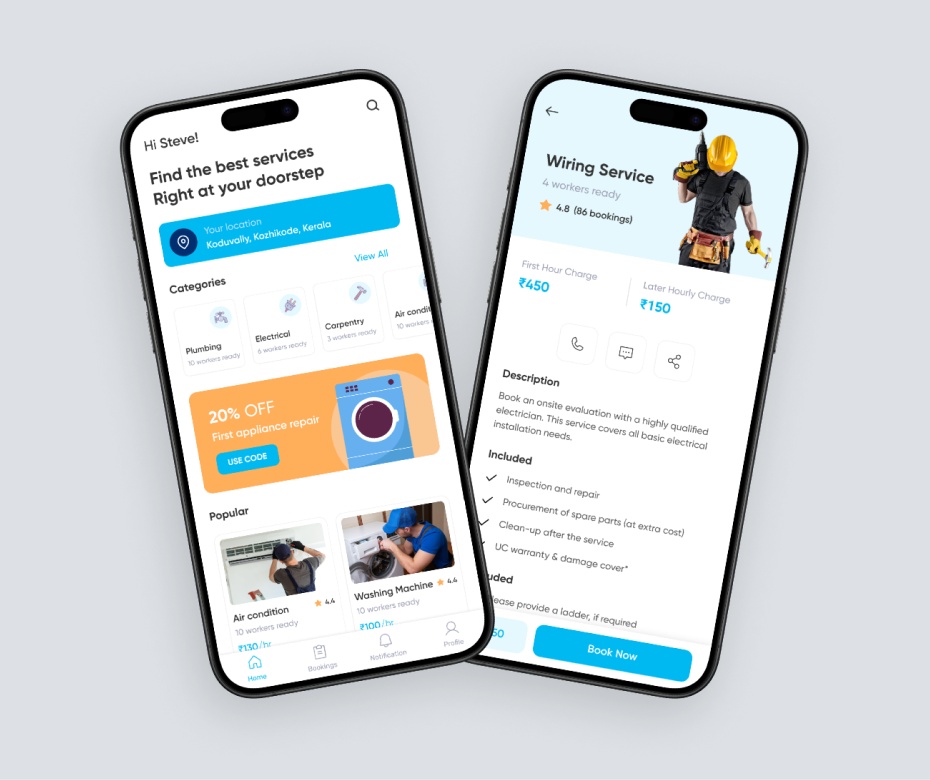 Hi Steve!
Find the best services
Right at your doorstep
Your location
Koduvally, Kozhikode, Kerala
Categories
View All
Plumbing
10 workers ready
Electrical
6 workers ready
Carpentry
3 workers ready
Air condit
10 workers
20% OFF
First appliance repair
USE CODE
Popular
Air condition
4.4
10 workers ready
₹130/hr
Washing Machine
4.4
10 workers ready
₹100/hr
Home
Bookings
Notification
Profile
Wiring Service
4 workers ready
4.8 (86 bookings)
First Hour Charge
₹450
Later Hourly Charge
₹150
Description
Book an onsite evaluation with a highly qualified
electrician. This service covers all basic electrical
installation needs.
Included
Inspection and repair
Procurement of spare parts (at extra cost)
Clean-up after the service
UC warranty & damage cover*
uded
lease provide a ladder, if required
50
Book Now